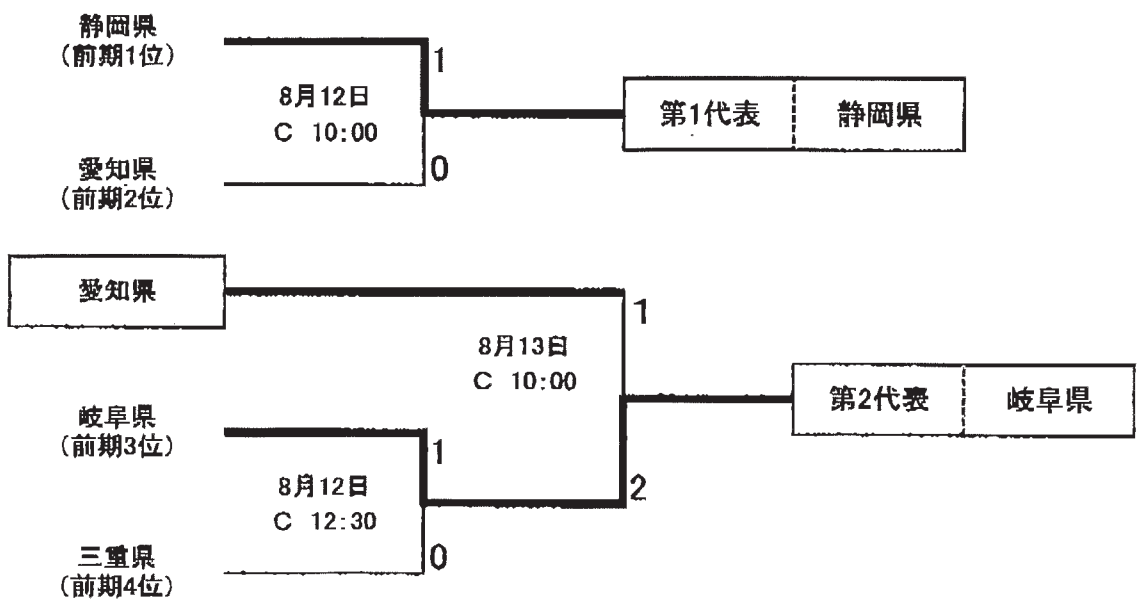 静岡県
(前期1位)
1
8月12日
C 10:00
第1代表 静岡県
愛知県
(前期2位)
0
愛知県
1
8月13日
C 10:00
第2代表 岐阜県
岐阜県
(前期3位)
1
8月12日
C 12:30
2
三重県
(前期4位)
0